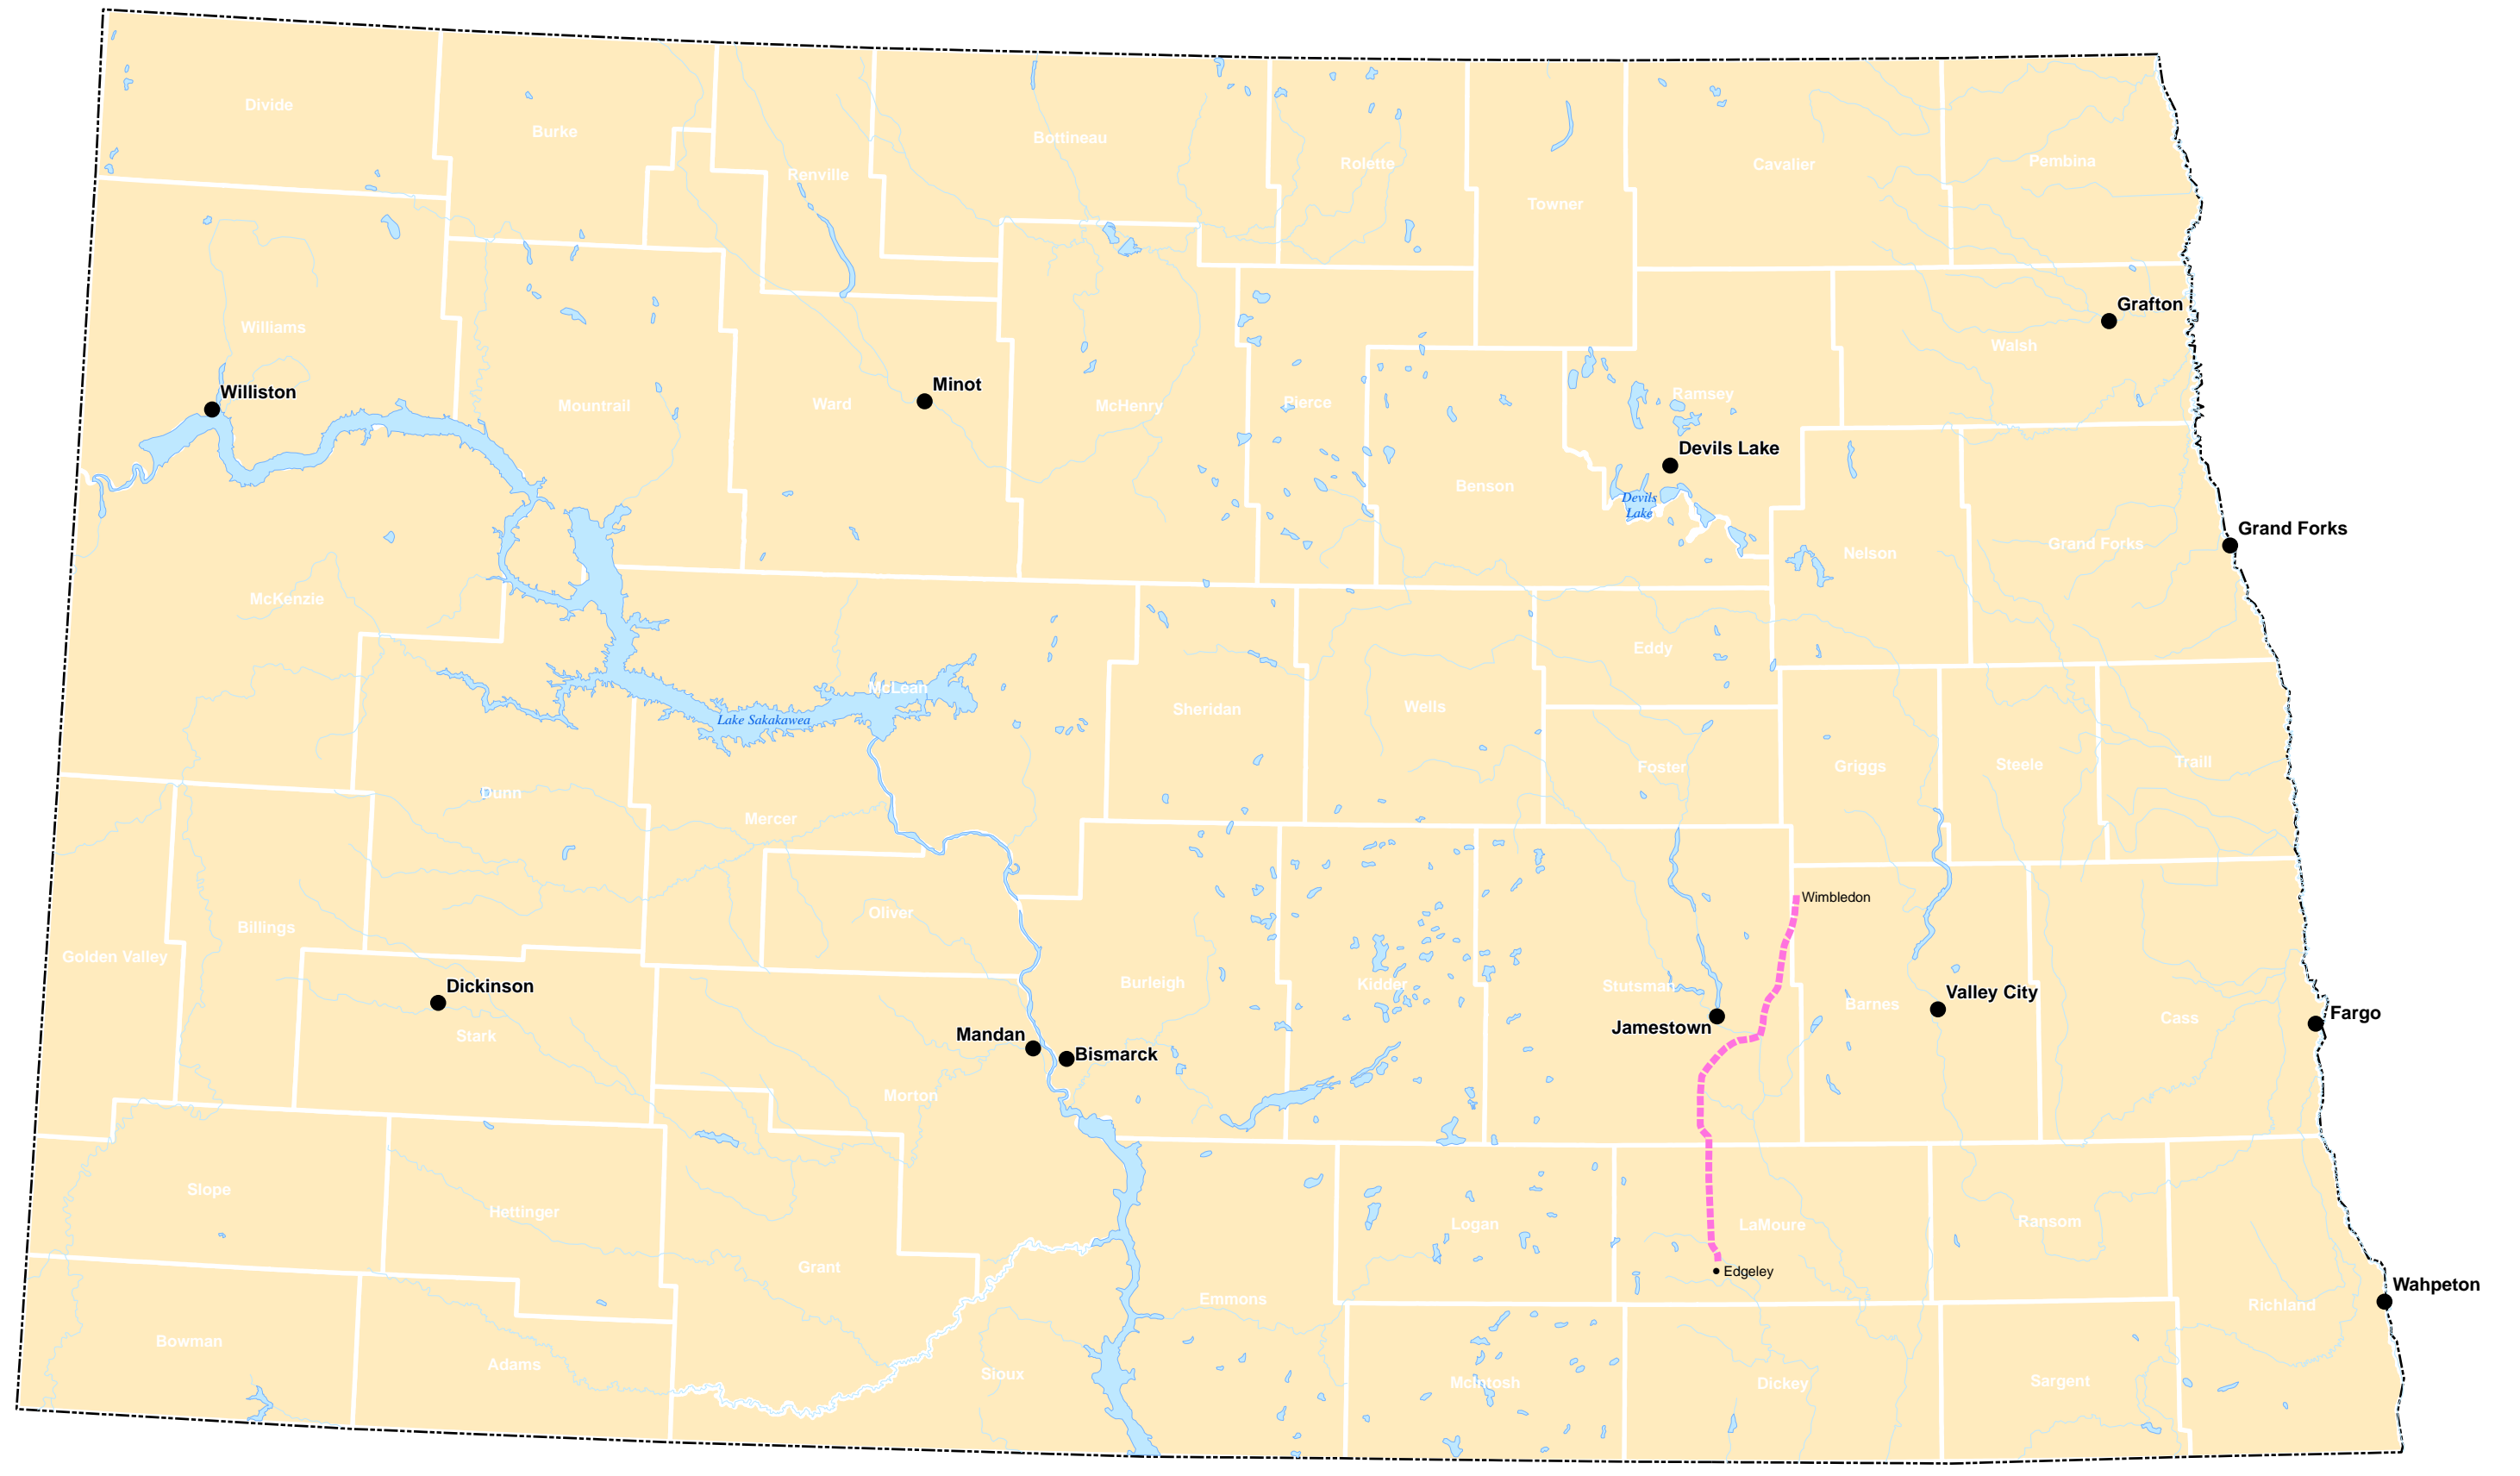 Divide
Burke
Bottineau
Renville
Rolette
Towner
Cavalier
Pembina
Grafton
Williams
Walsh
Williston
Minot
Mountrail
Ward
McHenry
Pierce
Ramsey
Devils Lake
Benson
Devils
Lake
Grand Forks
Nelson
Grand Forks
McKenzie
Eddy
McLean
Lake Sakakawea
Sheridan
Wells
Foster
Griggs
Steele
Traill
Dunn
Mercer
Wimbledon
Oliver
Billings
Golden Valley
Burleigh
Kidder
Stutsman
Barnes
Valley City
Dickinson
Stark
Mandan
Bismarck
Jamestown
Cass
Fargo
Morton
Slope
Hettinger
Logan
LaMoure
Ransom
Grant
Edgeley
Emmons
Wahpeton
Richland
Bowman
Adams
Sioux
McIntosh
Dickey
Sargent